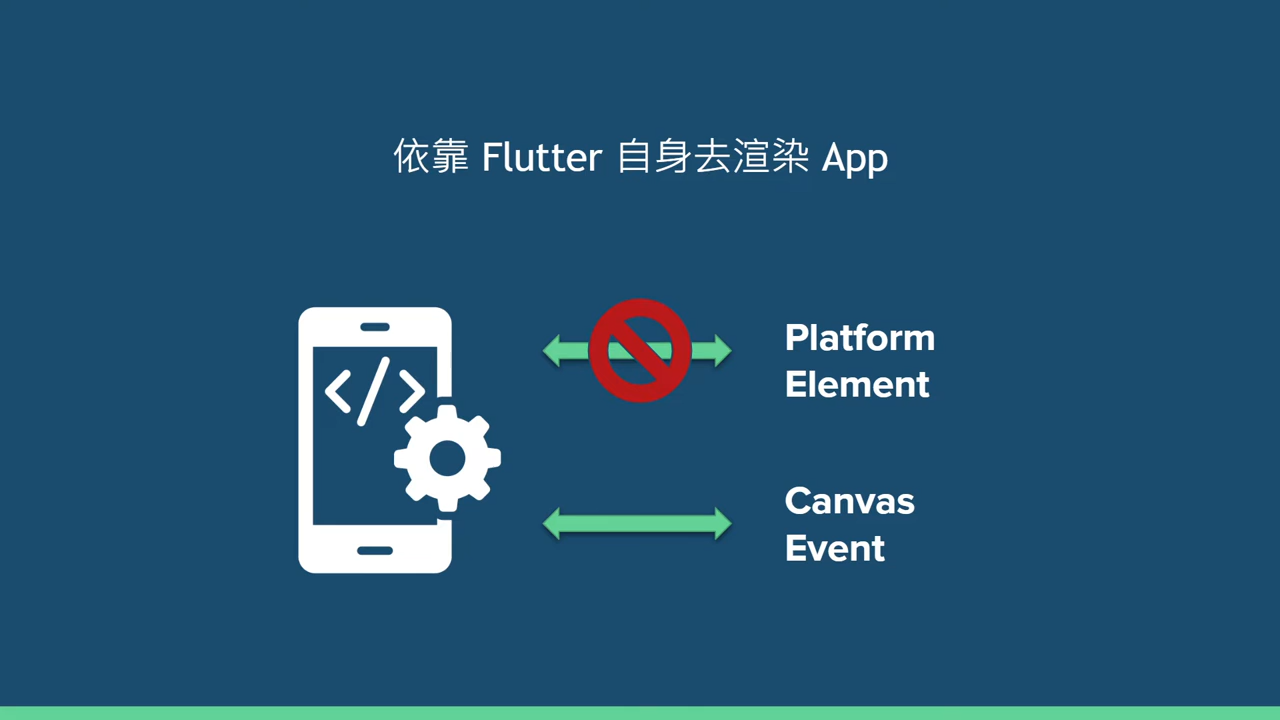 依靠 Flutter 自身去渲染 App
Platform
Element
Canvas
Event